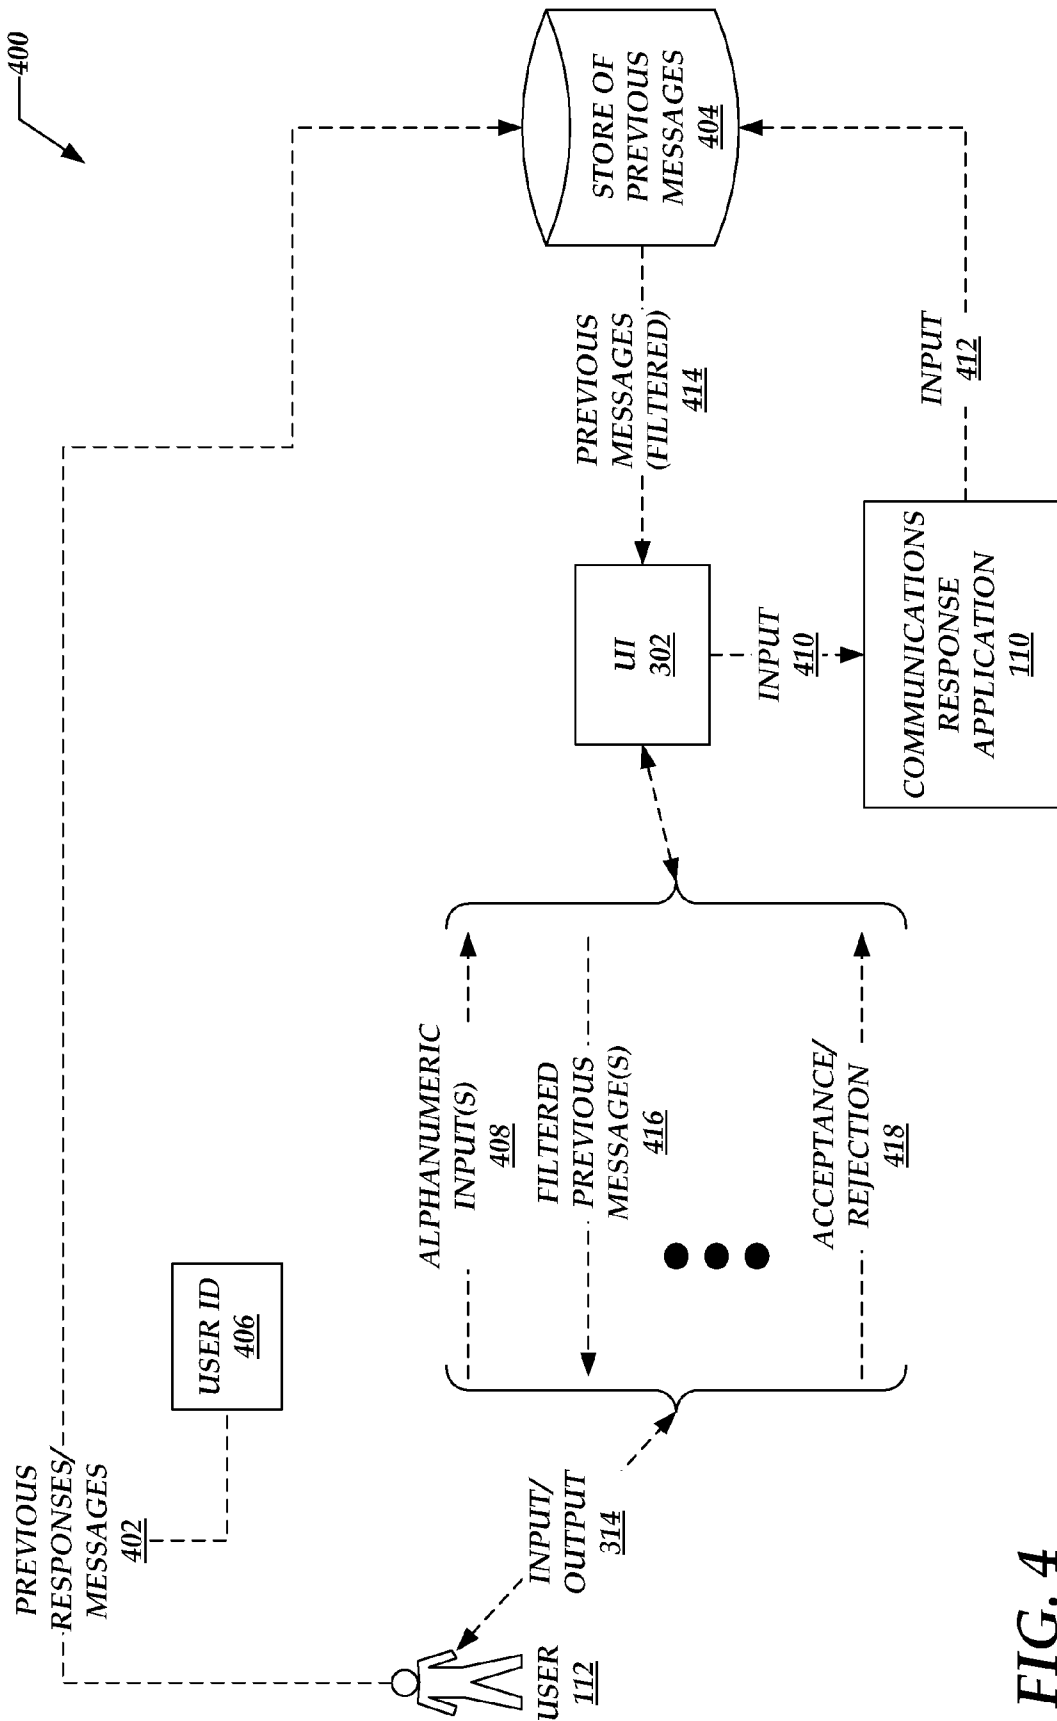 400
PREVIOUS
RESPONSES/
MESSAGES
402
USER ID
406
STORE OF
PREVIOUS
MESSAGES
404
PREVIOUS
MESSAGES
(FILTERED)
414
ALPHANUMERIC
INPUT(S)
408
FILTERED
PREVIOUS
MESSAGE(S)
416
ACCEPTANCE/
REJECTION
418
INPUT/
OUTPUT
314
USER
112
UI
302
INPUT
410
INPUT
412
COMMUNICATIONS
RESPONSE
APPLICATION
110
FIG. 4